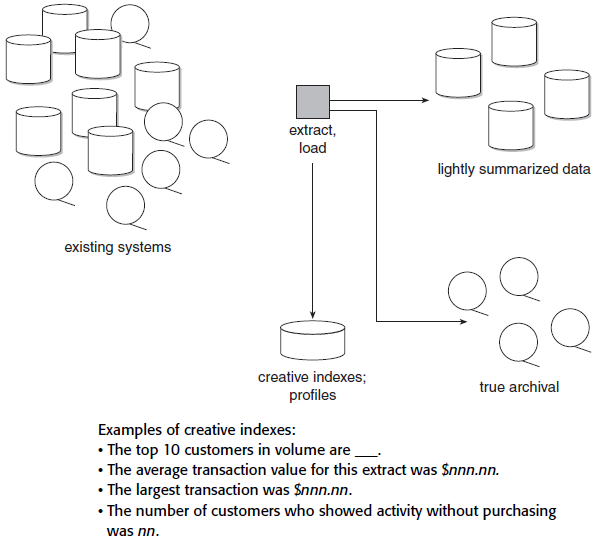 extract,
load
lightly summarized data
existing systems
creative indexes;
profiles
true archival
Examples of creative indexes:
• The top 10 customers in volume are ___.
• The average transaction value for this extract was $nnn.nn.
• The largest transaction was $nnn.nn.
• The number of customers who showed activity without purchasing
was nn.